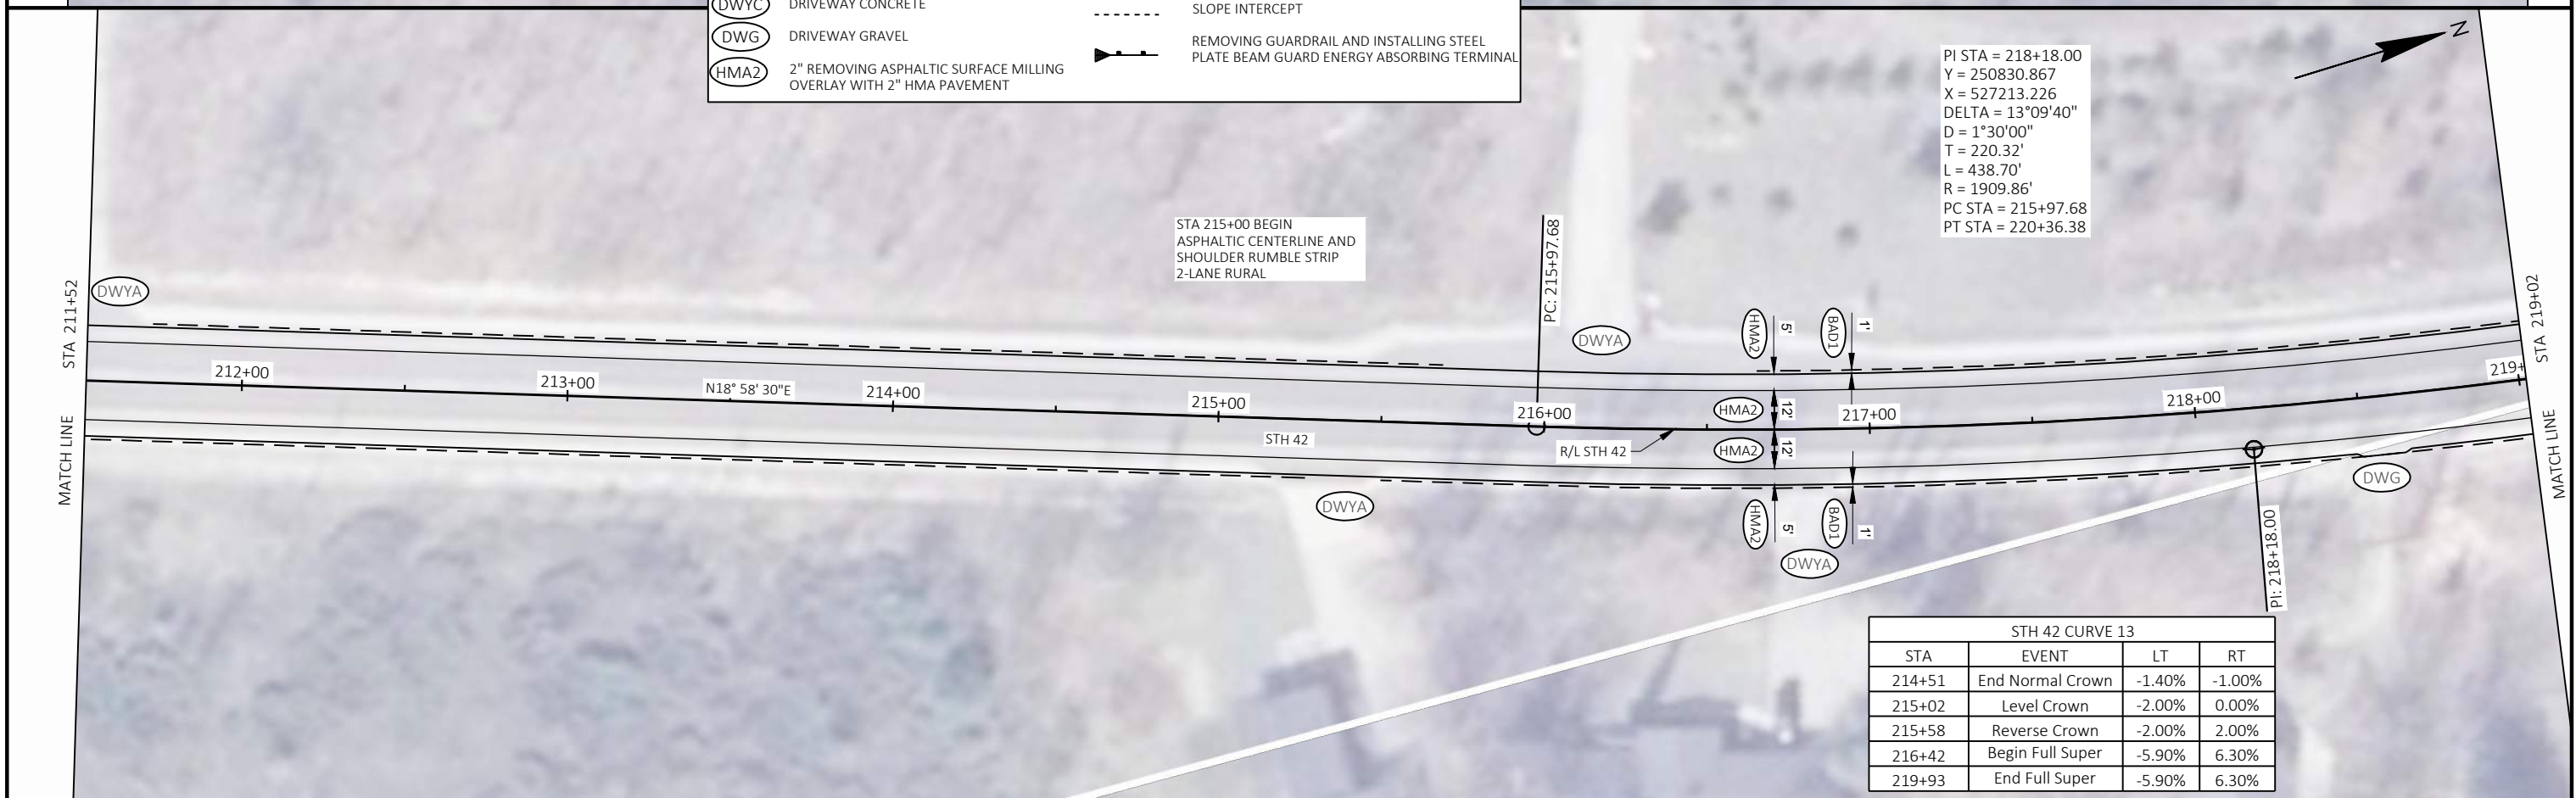 DWYC DRIVEWAY CONCRETE
DWG DRIVEWAY GRAVEL
HMA2 2" REMOVING ASPHALTIC SURFACE MILLING
OVERLAY WITH 2" HMA PAVEMENT
SLOPE INTERCEPT
REMOVING GUARDRAIL AND INSTALLING STEEL
PLATE BEAM GUARD ENERGY ABSORBING TERMINAL
N
PI STA = 218+18.00
Y = 250830.867
X = 527213.226
DELTA = 13°09'40"
D = 1°30'00"
T = 220.32'
L = 438.70'
R = 1909.86'
PC STA = 215+97.68
PT STA = 220+36.38
STA 215+00 BEGIN
ASPHALTIC CENTERLINE AND
SHOULDER RUMBLE STRIP
2-LANE RURAL
PC: 215+97.68
MATCH LINE STA 211+52
DWYA
DWYA
HMA2 5'
BAD1 1'
MATCH LINE STA 219+02
212+00
213+00
N18° 58' 30"E
214+00
215+00
216+00
217+00
218+00
219+
HMA2 12'
HMA2 12'
STH 42
R/L STH 42
DWYA
HMA2 5'
BAD1 1'
DWYA
DWG
PI: 218+18.00
STH 42 CURVE 13
STA EVENT LT RT
214+51 End Normal Crown -1.40% -1.00%
215+02 Level Crown -2.00% 0.00%
215+58 Reverse Crown -2.00% 2.00%
216+42 Begin Full Super -5.90% 6.30%
219+93 End Full Super -5.90% 6.30%